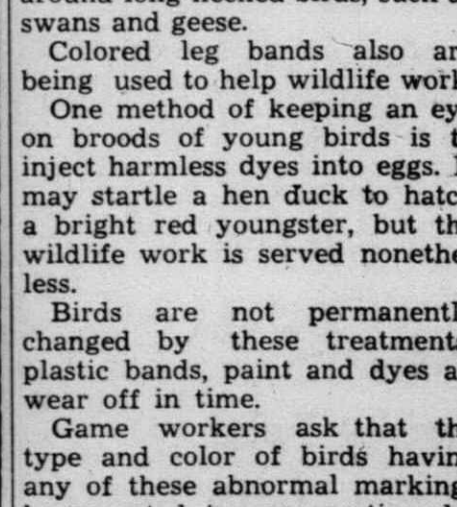 swans and geese.
Colored leg bands also ar
being used to help wildlife work
One method of keeping an ey
on broods of young birds is t
inject harmless dyes into eggs. I
may startle a hen duck to hatc
a bright red youngster, but th
wildlife work is served nonethe
less.
Birds are not permanentl
changed by these treatment
plastic bands, paint and dyes a
wear off in time.
Game workers ask that th
type and color of birds havin
any of these abnormal marking